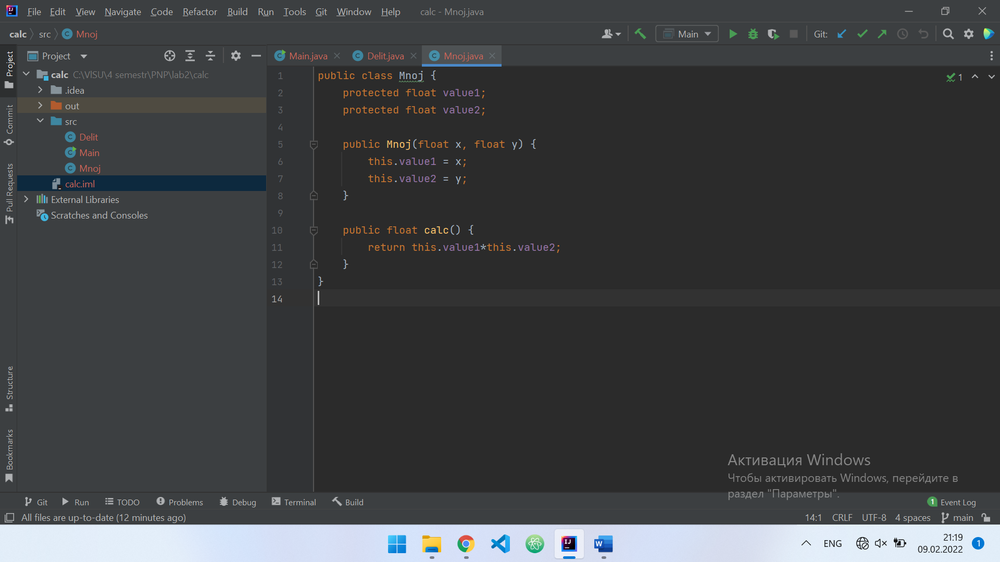 File Edit View Navigate Code Refactor Build Run Tools Git Window Help calc - Mnoj.java
calc src Mnoj
Main
Git:
Project
Main.java
Delit.java
Mnoj.java
Project
Commit
Pull Requests
Structure
Bookmarks
calc C:\VlSU\4 semestr\PNP\lab2\calc
.idea
out
src
Delit
Main
Mnoj
calc.iml
External Libraries
Scratches and Consoles
1 public class Mnoj {
2 protected float value1;
3 protected float value2;
4
5 public Mnoj(float x, float y) {
6 this.value1 = x;
7 this.value2 = y;
8 }
9
10 public float calc() {
11 return this.value1*this.value2;
12 }
13 }
14
1
Активация Windows
Чтобы активировать Windows, перейдите в
раздел "Параметры".
Git Run TODO Problems Debug Terminal Build
1 Event Log
All files are up-to-date (12 minutes ago)
14:1 CRLF UTF-8 4 spaces main
ENG
21:19
09.02.2022
1